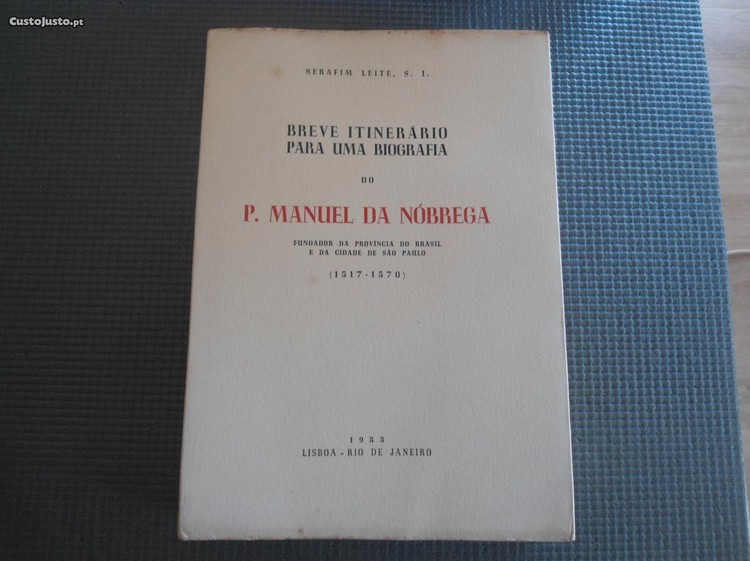 CustoJusto.pt
SERAFIM LEITE, S. I.
BREVE ITINERÁRIO
PARA UMA BIOGRAFIA
DO
P. MANUEL DA NÓBREGA
FUNDADOR DA PROVÍNCIA DO BRASIL
E DA CIDADE DE SÃO PAULO
(1517-1570)
1955
LISBOA - RIO DE JANEIRO